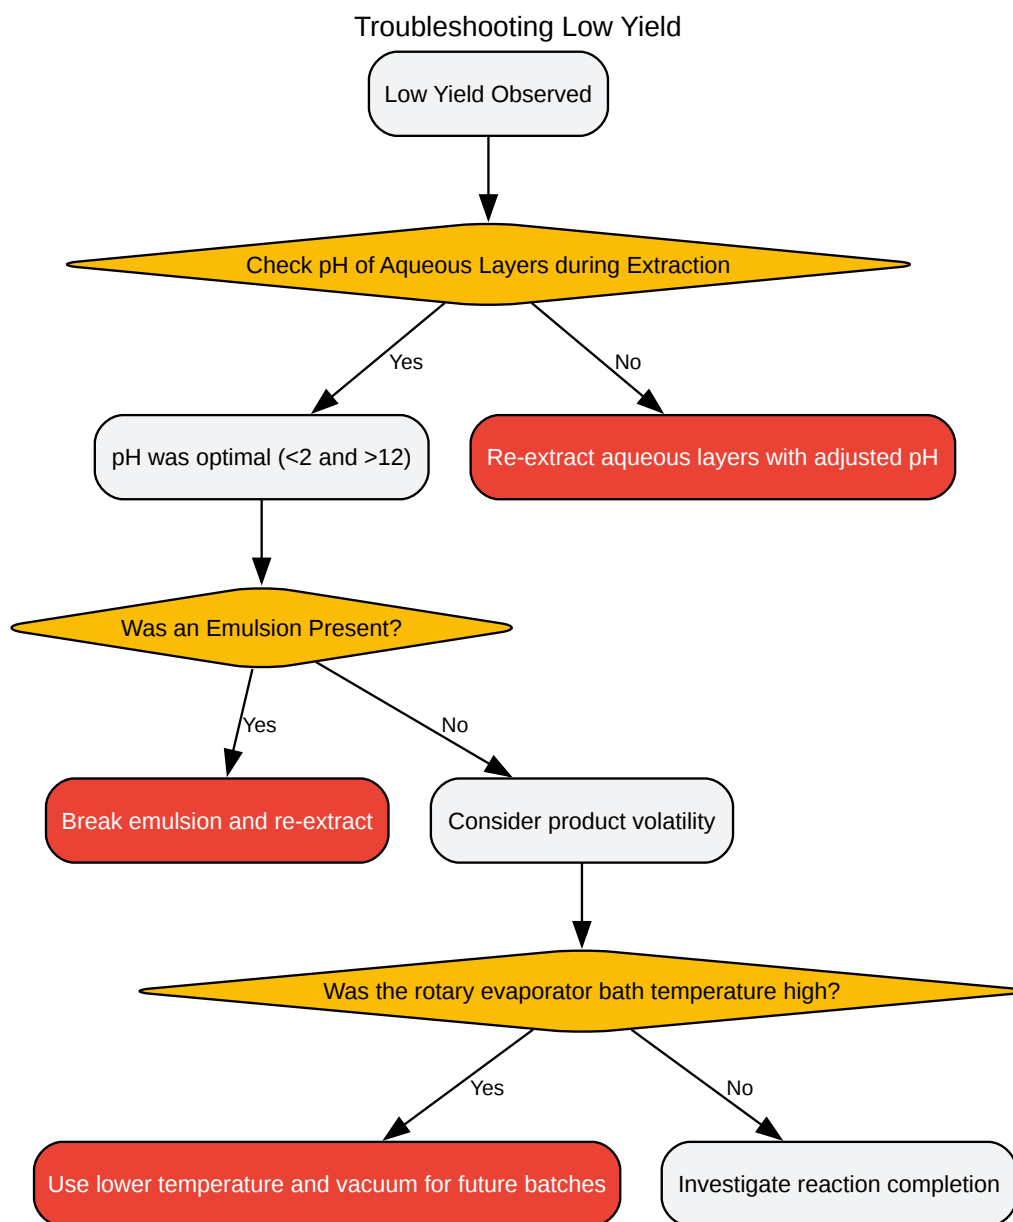 Troubleshooting Low Yield
Low Yield Observed
Check pH of Aqueous Layers during Extraction
Yes
No
pH was optimal (<2 and >12)
Re-extract aqueous layers with adjusted pH
Was an Emulsion Present?
Yes
No
Break emulsion and re-extract
Consider product volatility
Was the rotary evaporator bath temperature high?
Yes
No
Use lower temperature and vacuum for future batches
Investigate reaction completion